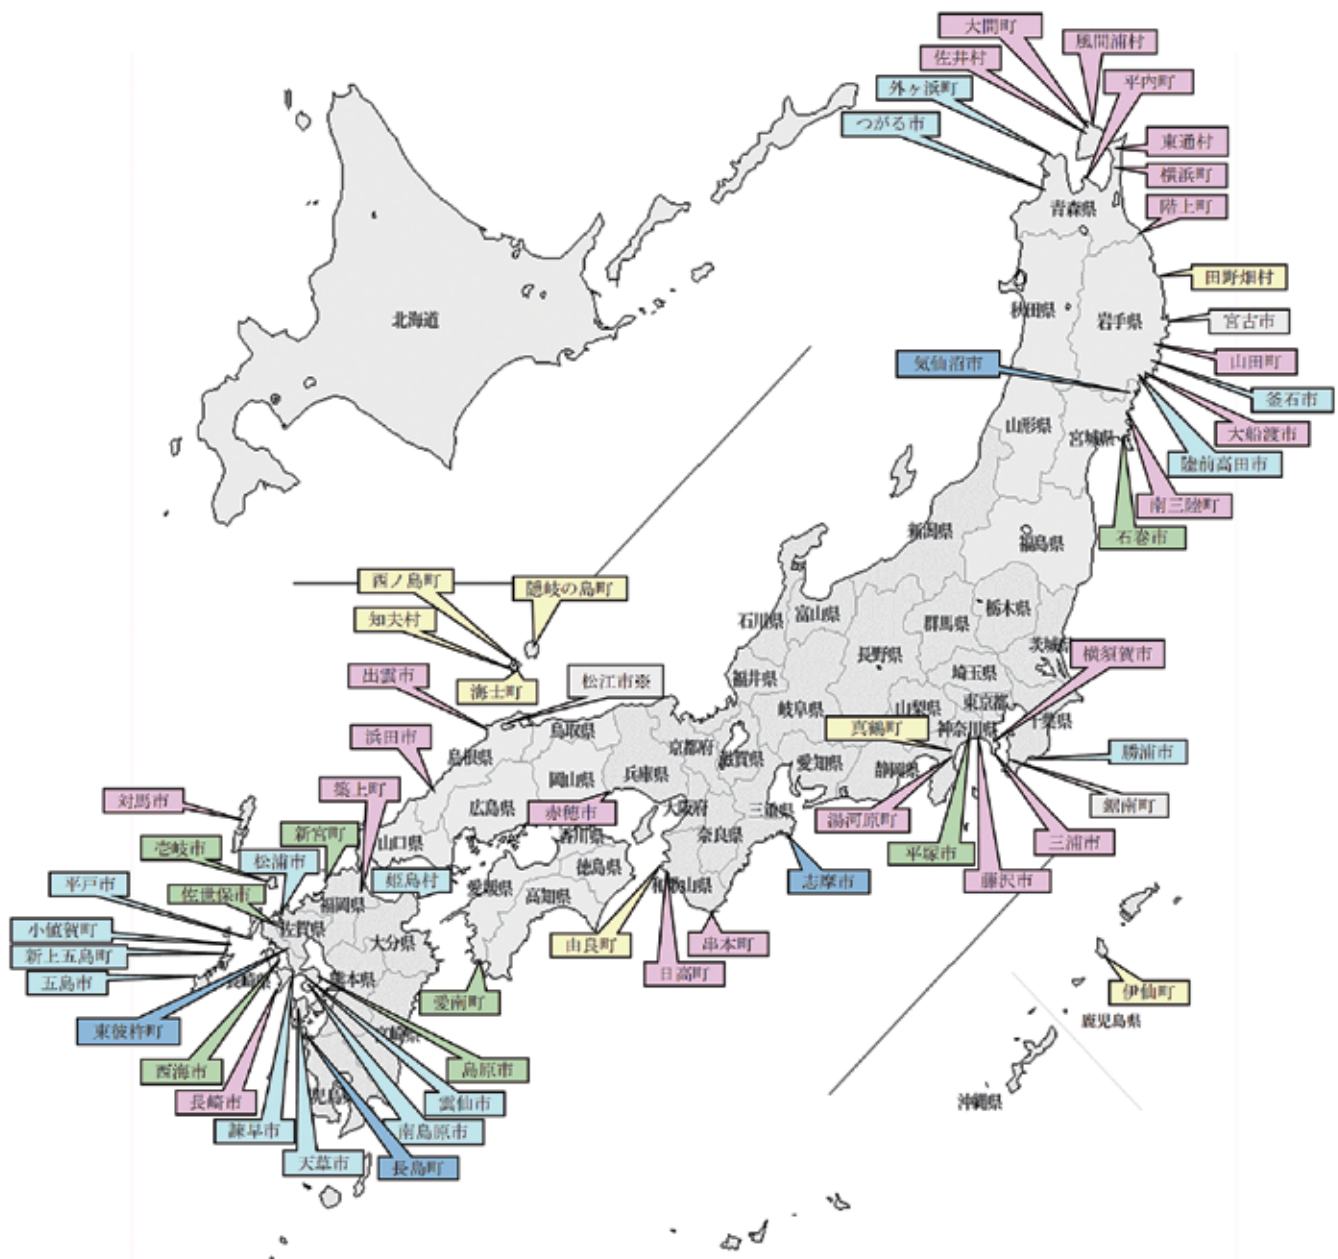 大間町
風間浦村
佐井村
平内町
外ヶ浜町
つがる市
東通村
横浜町
階上町
青森県
田野畑村
秋田県
岩手県
宮古市
北海道
山田町
気仙沼市
釜石市
大船渡市
山形県
宮城県
陸前高田市
南三陸町
石巻市
新潟県
福島県
西ノ島町
隠岐の島町
知夫村
海士町
石川県
富山県
群馬県
栃木県
長野県
茨城県
横須賀市
出雲市
松江市※
福井県
埼玉県
岐阜県
山梨県
東京都
真鶴町
神奈川県
千葉県
浜田市
島根県
鳥取県
京都府
滋賀県
愛知県
静岡県
勝浦市
築上町
岡山県
兵庫県
対馬市
広島県
赤穂市
大阪府
三重県
湯河原町
鋸南町
新宮町
山口県
香川県
奈良県
三浦市
壱岐市
松浦市
平塚市
平戸市
佐世保市
姫島村
愛媛県
徳島県
高知県
和歌山県
志摩市
藤沢市
福岡県
小値賀町
佐賀県
大分県
由良町
串本町
新上五島町
日高町
五島市
長崎県
熊本県
愛南町
伊仙町
東彼杵町
宮崎県
鹿児島県
西海市
島原市
長崎市
雲仙市
児島
沖縄県
諫早市
南島原市
天草市
長島町